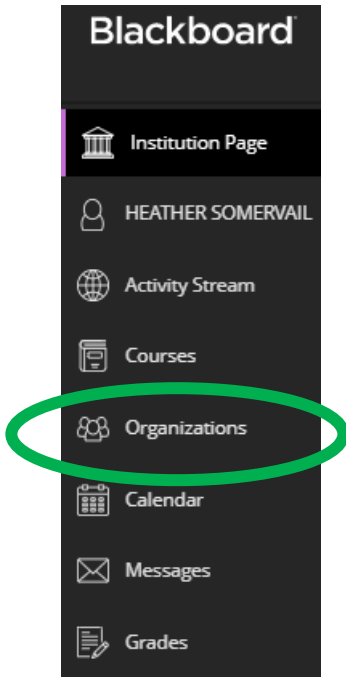 Blackboard
Institution Page
HEATHER SOMERVAIL
Activity Stream
Courses
Organizations
Calendar
Messages
Grades